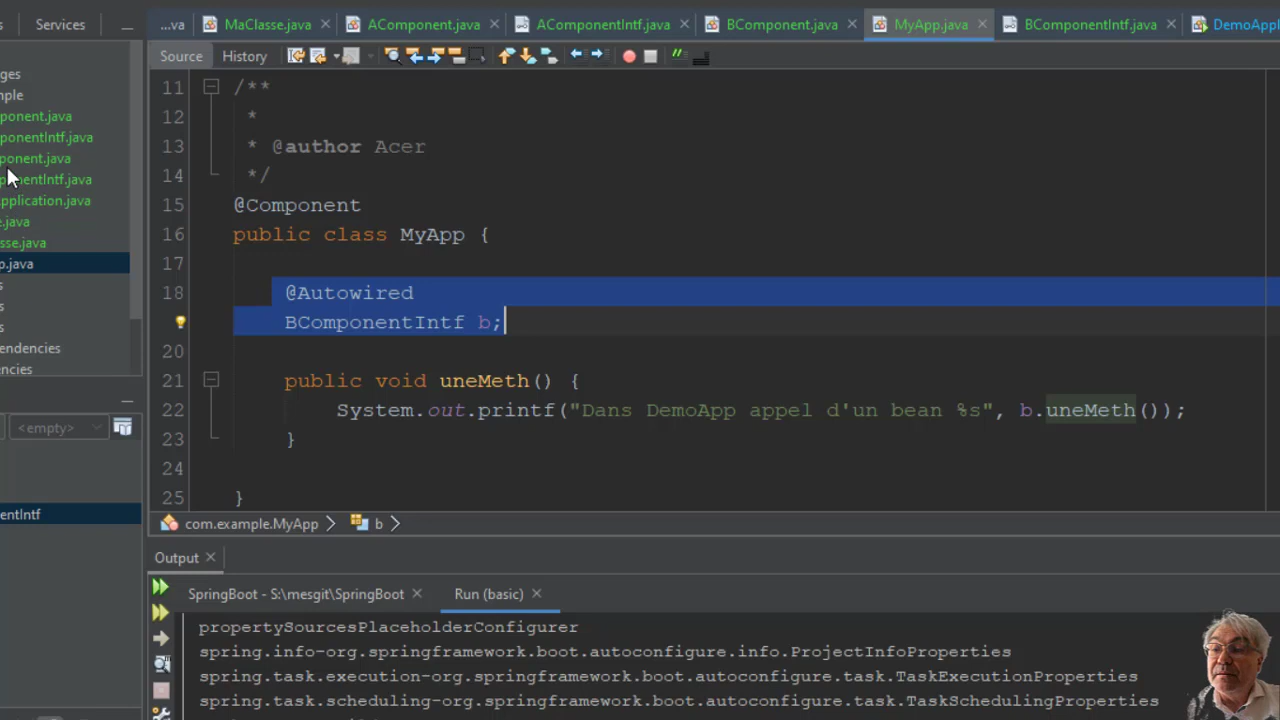 s Services
...va MaClasse.java AComponent.java AComponentIntf.java BComponent.java MyApp.java BComponentIntf.java DemoAppl
Source History
ges
mple
ponent.java
ponentIntf.java
ponent.java
entIntf.java
pplication.java
e.java
sse.java
p.java
s
s
s
endencies
ncies
<empty>
entIntf
11 /**
12 *
13 * @author Acer
14 */
15 @Component
16 public class MyApp {
17
18 @Autowired
BComponentIntf b;
20
21 public void uneMeth() {
22 System.out.printf("Dans DemoApp appel d'un bean %s", b.uneMeth());
23 }
24
25 }
com.example.MyApp b
Output
SpringBoot - S:\mesgit\SpringBoot Run (basic)
propertySourcesPlaceholderConfigurer
spring.info-org.springframework.boot.autoconfigure.info.ProjectInfoProperties
spring.task.execution-org.springframework.boot.autoconfigure.task.TaskExecutionProperties
spring.task.scheduling-org.springframework.boot.autoconfigure.task.TaskSchedulingProperties